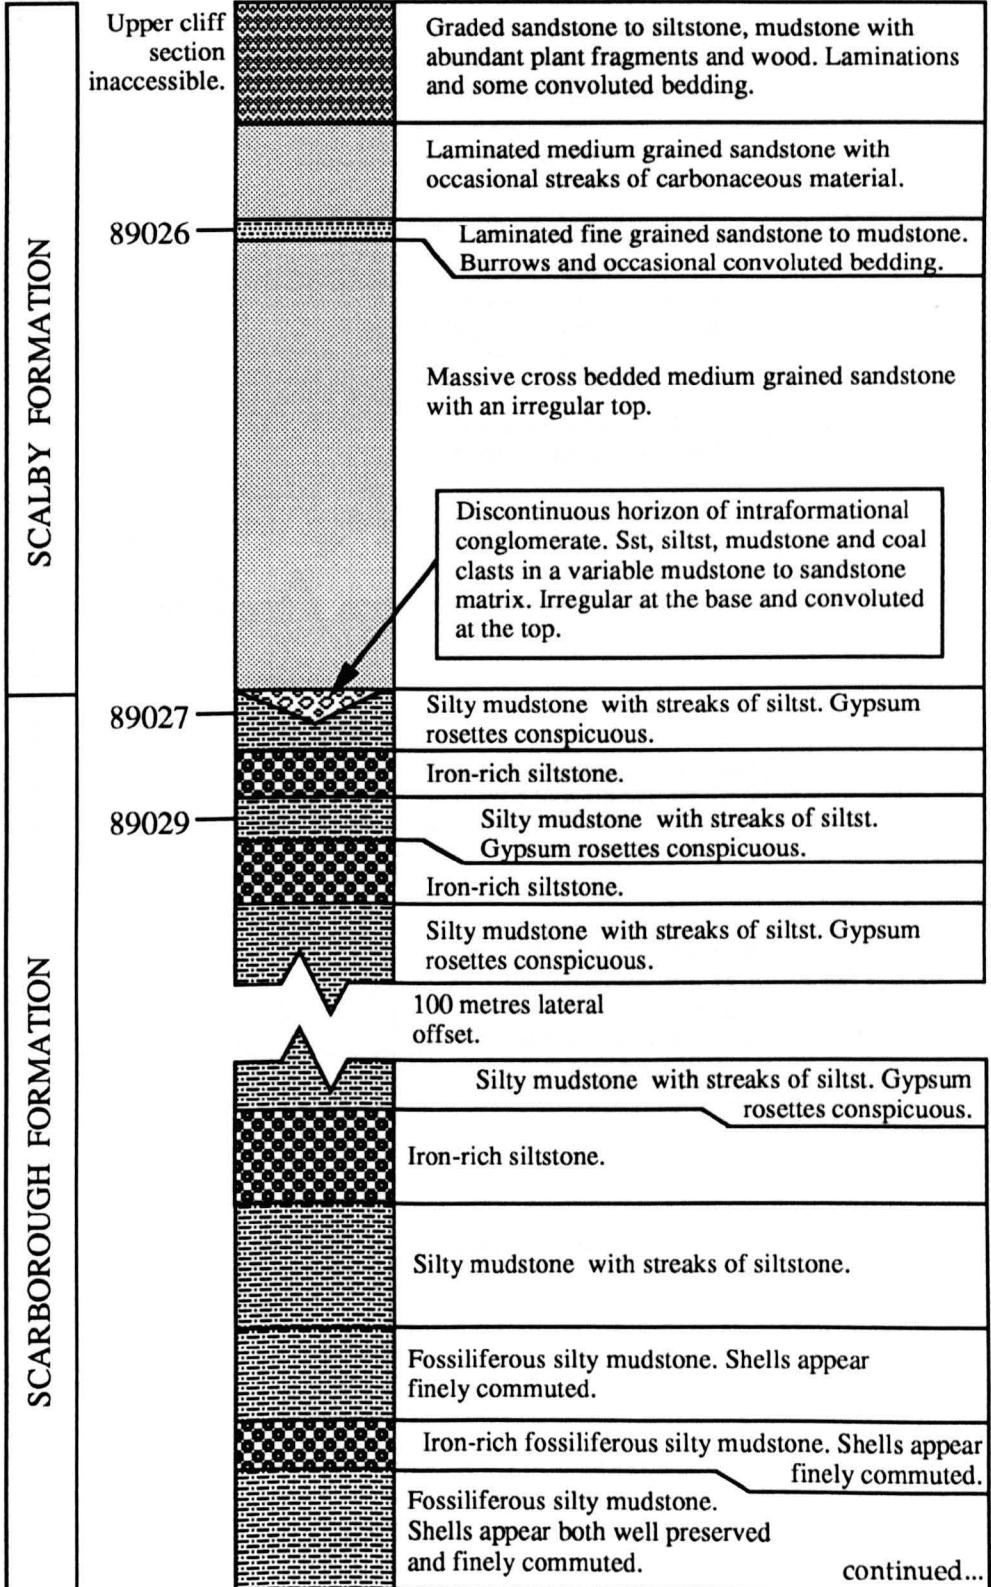 Upper cliff
section
inaccessible.
Graded sandstone to siltstone, mudstone with
abundant plant fragments and wood. Laminations
and some convoluted bedding.
Laminated medium grained sandstone with
occasional streaks of carbonaceous material.
89026
Laminated fine grained sandstone to mudstone.
Burrows and occasional convoluted bedding.
SCALBY FORMATION
Massive cross bedded medium grained sandstone
with an irregular top.
Discontinuous horizon of intraformational
conglomerate. Sst, siltst, mudstone and coal
clasts in a variable mudstone to sandstone
matrix. Irregular at the base and convoluted
at the top.
89027
Silty mudstone with streaks of siltst. Gypsum
rosettes conspicuous.
Iron-rich siltstone.
89029
Silty mudstone with streaks of siltst.
Gypsum rosettes conspicuous.
Iron-rich siltstone.
Silty mudstone with streaks of siltst. Gypsum
rosettes conspicuous.
100 metres lateral
offset.
SCARBOROUGH FORMATION
Silty mudstone with streaks of siltst. Gypsum
rosettes conspicuous.
Iron-rich siltstone.
Silty mudstone with streaks of siltstone.
Fossiliferous silty mudstone. Shells appear
finely commuted.
Iron-rich fossiliferous silty mudstone. Shells appear
finely commuted.
Fossiliferous silty mudstone.
Shells appear both well preserved
and finely commuted.
continued...